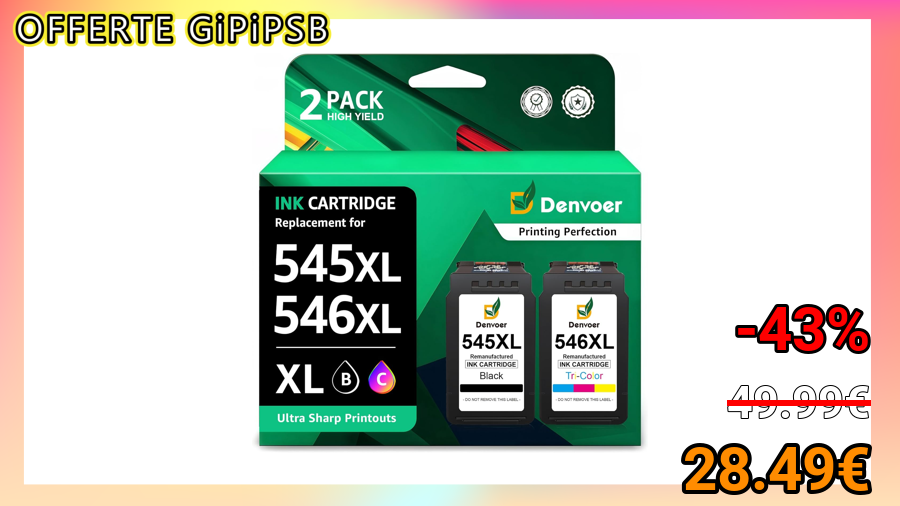 OFFERTE GiPiPSB
2 PACK
HIGH YIELD
INK CARTRIDGE
Replacement for
545XL
546XL
XL B C
Ultra Sharp Printouts
Denvoer
Printing Perfection
Denvoer
545XL
Remanufactured
INK CARTRIDGE
Black
- DO NOT REMOVE THIS LABEL -
Denvoer
546XL
Remanufactured
INK CARTRIDGE
Tri-Color
- DO NOT REMOVE THIS LABEL -
-43%
49.99€
28.49€